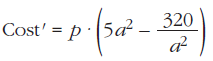 Cost′ = p · (5a² – 320/a²)